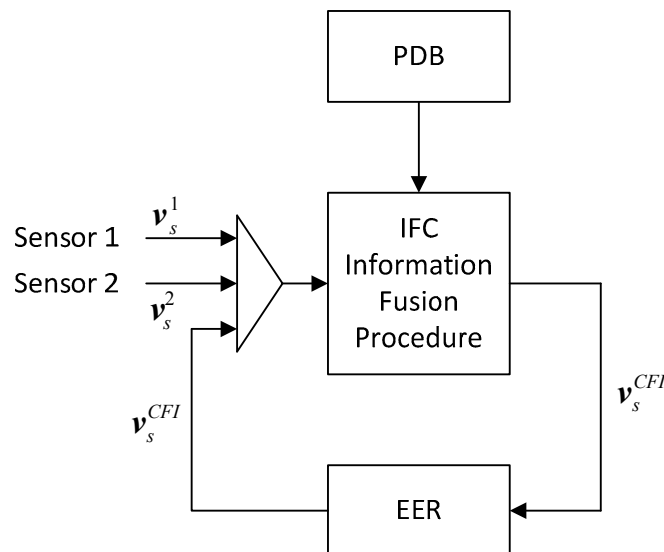 PDB
Sensor 1
𝒗_s^1
Sensor 2
𝒗_s^2
IFC
Information
Fusion
Procedure
𝒗_s^{CFI}
𝒗_s^{CFI}
EER